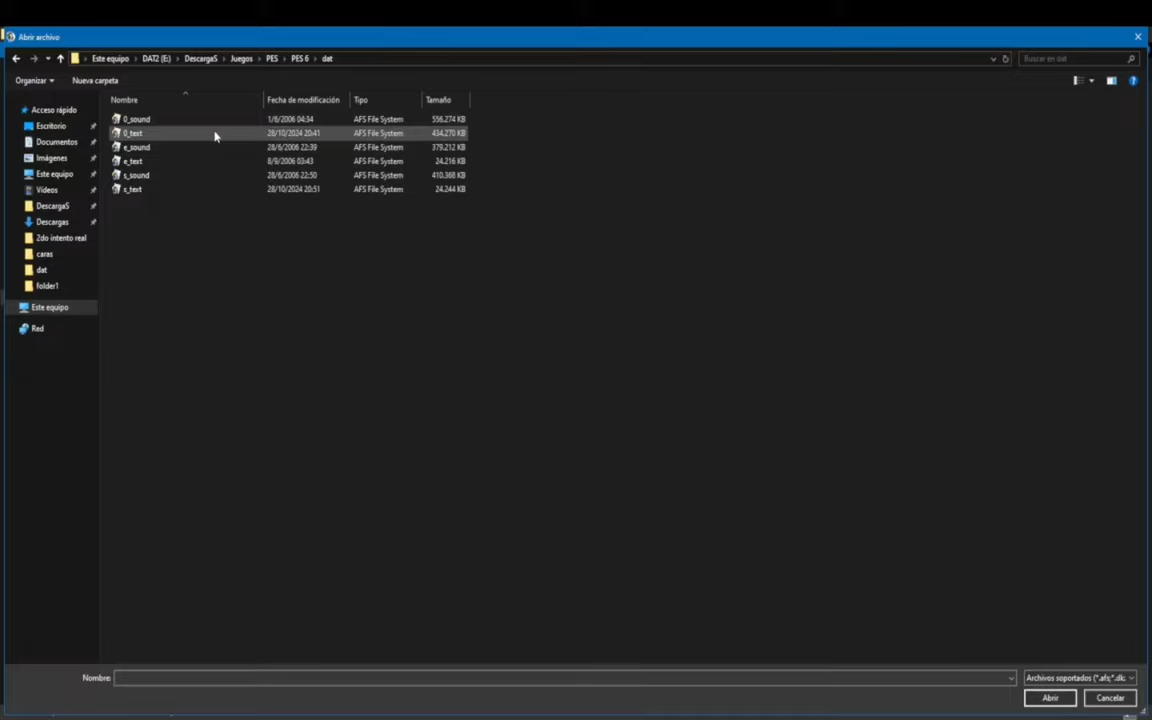 Abrir archivo
Este equipo › DAT2 (E:) › DescargaS › Juegos › PES › PES 6 › dat
Buscar en dat
Organizar
Nueva carpeta
Nombre Fecha de modificación Tipo Tamaño
0_sound 1/6/2006 04:34 AFS File System 556.274 KB
0_text 28/10/2024 20:41 AFS File System 434.270 KB
e_sound 28/6/2006 22:39 AFS File System 379.212 KB
e_text 8/9/2006 03:43 AFS File System 24.216 KB
s_sound 28/6/2006 22:50 AFS File System 410.368 KB
s_text 28/10/2024 20:51 AFS File System 24.244 KB
Acceso rápido
Escritorio
Documentos
Imágenes
Este equipo
Vídeos
DescargaS
Descargas
2do intento real
caras
dat
folder1
Este equipo
Red
Nombre:
Archivos soportados (*.afs;*.dk
Abrir
Cancelar